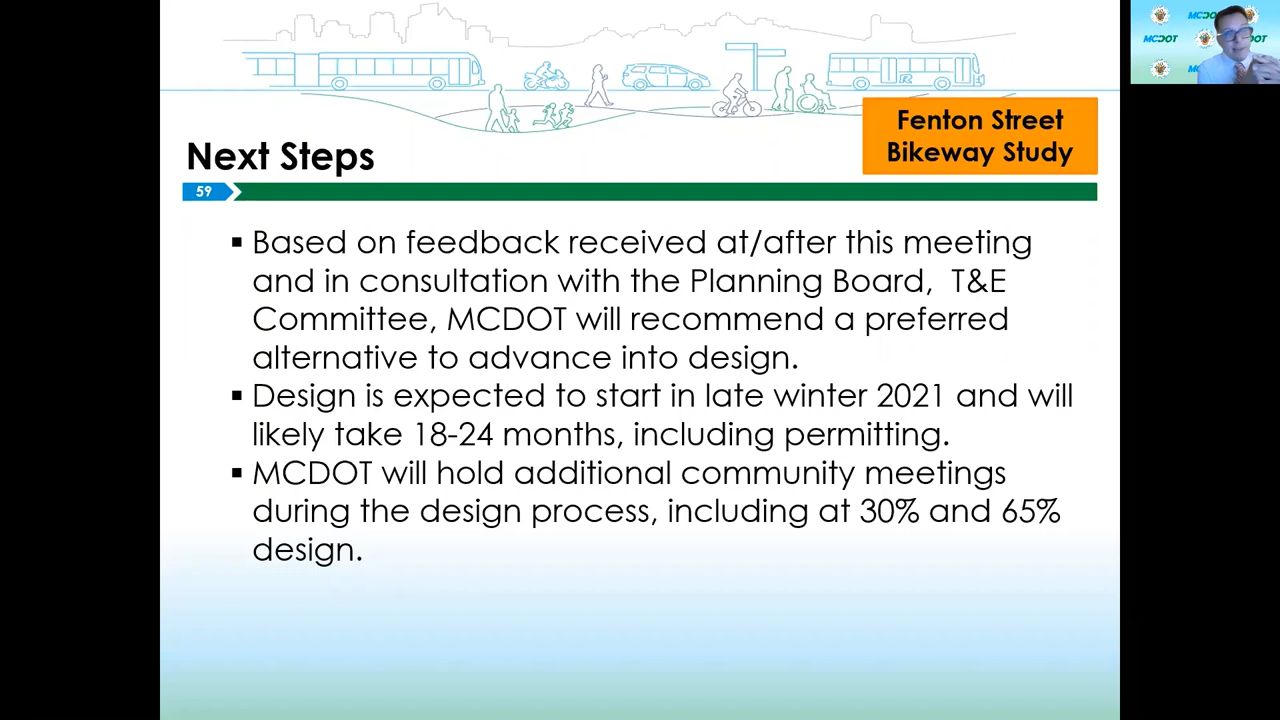 Fenton Street
Bikeway Study
Next Steps
59
▪ Based on feedback received at/after this meeting
and in consultation with the Planning Board,  T&E
Committee, MCDOT will recommend a preferred
alternative to advance into design.
▪ Design is expected to start in late winter 2021 and will
likely take 18-24 months, including permitting.
▪ MCDOT will hold additional community meetings
during the design process, including at 30% and 65%
design.
MCDOT